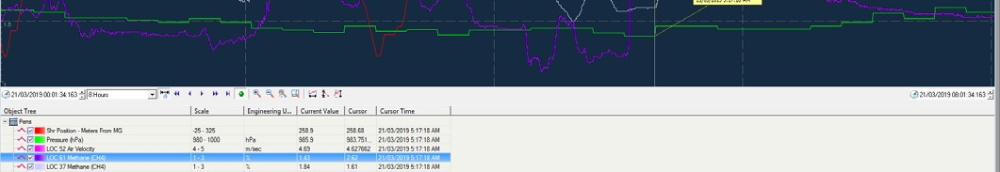 1.5
21/03/2019 00:01:34:163 8 Hours 21/03/2019 08:01:34:163
Object Tree Scale Engineering U... Current Value Cursor Cursor Time
Pens
Shr Position - Meters From MG -25 - 325 258.9 258.68 21/03/2019 5:17:18 AM
Pressure (hPa) 980 - 1000 hPa 985.9 983.751... 21/03/2019 5:17:18 AM
LOC 52 Air Velocity 4 - 5 m/sec 4.69 4.627662 21/03/2019 5:17:18 AM
LOC 61 Methane (CH4) 1 - 3 % 1.43 2.62 21/03/2019 5:17:18 AM
LOC 37 Methane (CH4) 1 - 3 % 1.84 1.61 21/03/2019 5:17:18 AM